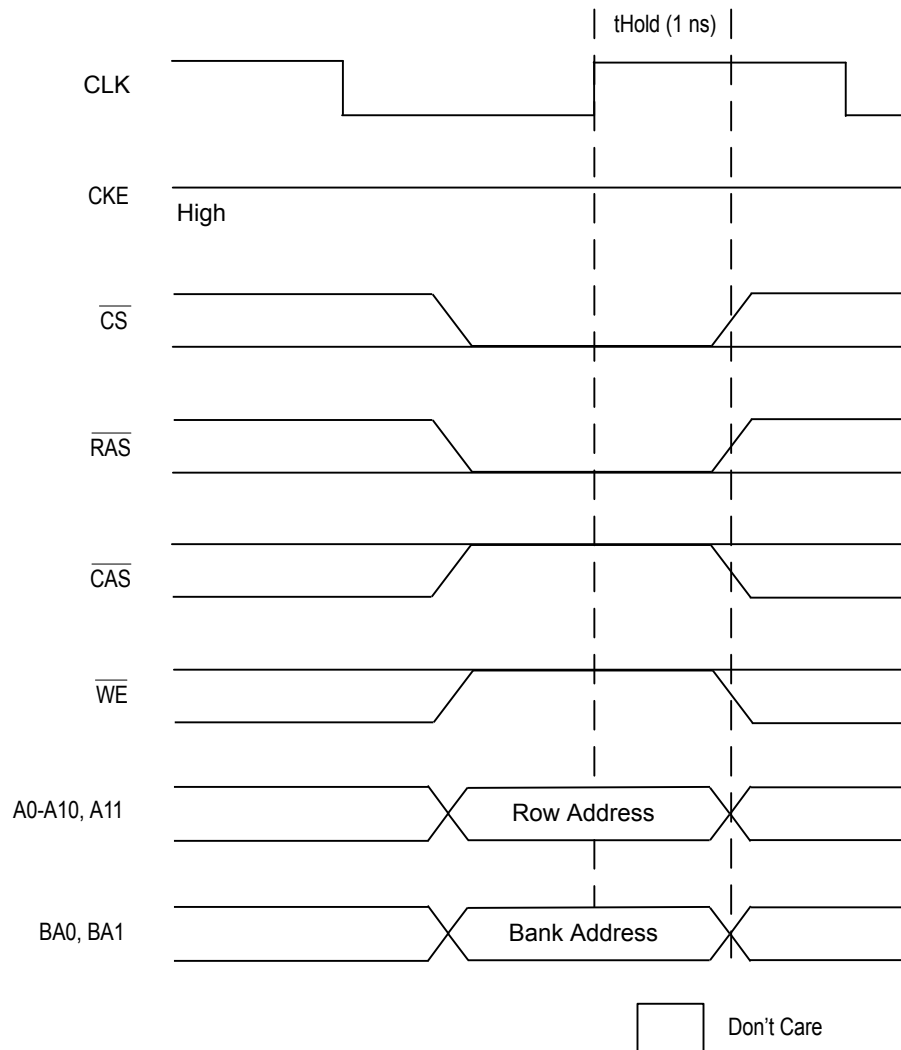 tHold (1 ns)
CLK
CKE
High
CS
RAS
CAS
WE
A0-A10, A11
Row Address
BA0, BA1
Bank Address
Don't Care